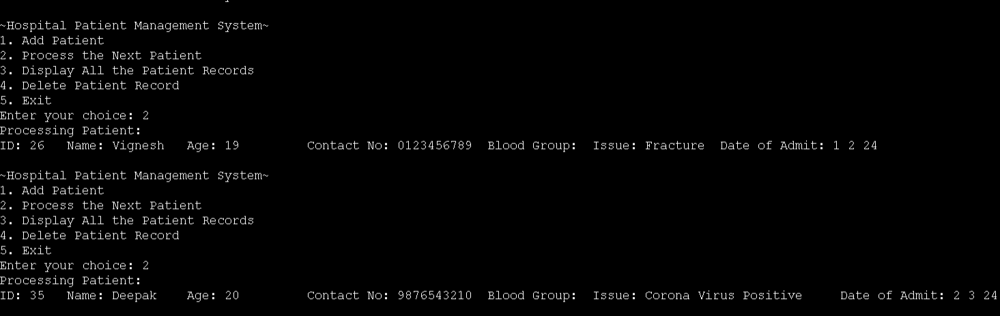 ~Hospital Patient Management System~
1. Add Patient
2. Process the Next Patient
3. Display All the Patient Records
4. Delete Patient Record
5. Exit
Enter your choice: 2
Processing Patient:
ID: 26   Name: Vignesh   Age: 19         Contact No: 0123456789  Blood Group:  Issue: Fracture  Date of Admit: 1 2 24
~Hospital Patient Management System~
1. Add Patient
2. Process the Next Patient
3. Display All the Patient Records
4. Delete Patient Record
5. Exit
Enter your choice: 2
Processing Patient:
ID: 35   Name: Deepak    Age: 20         Contact No: 9876543210  Blood Group:  Issue: Corona Virus Positive     Date of Admit: 2 3 24